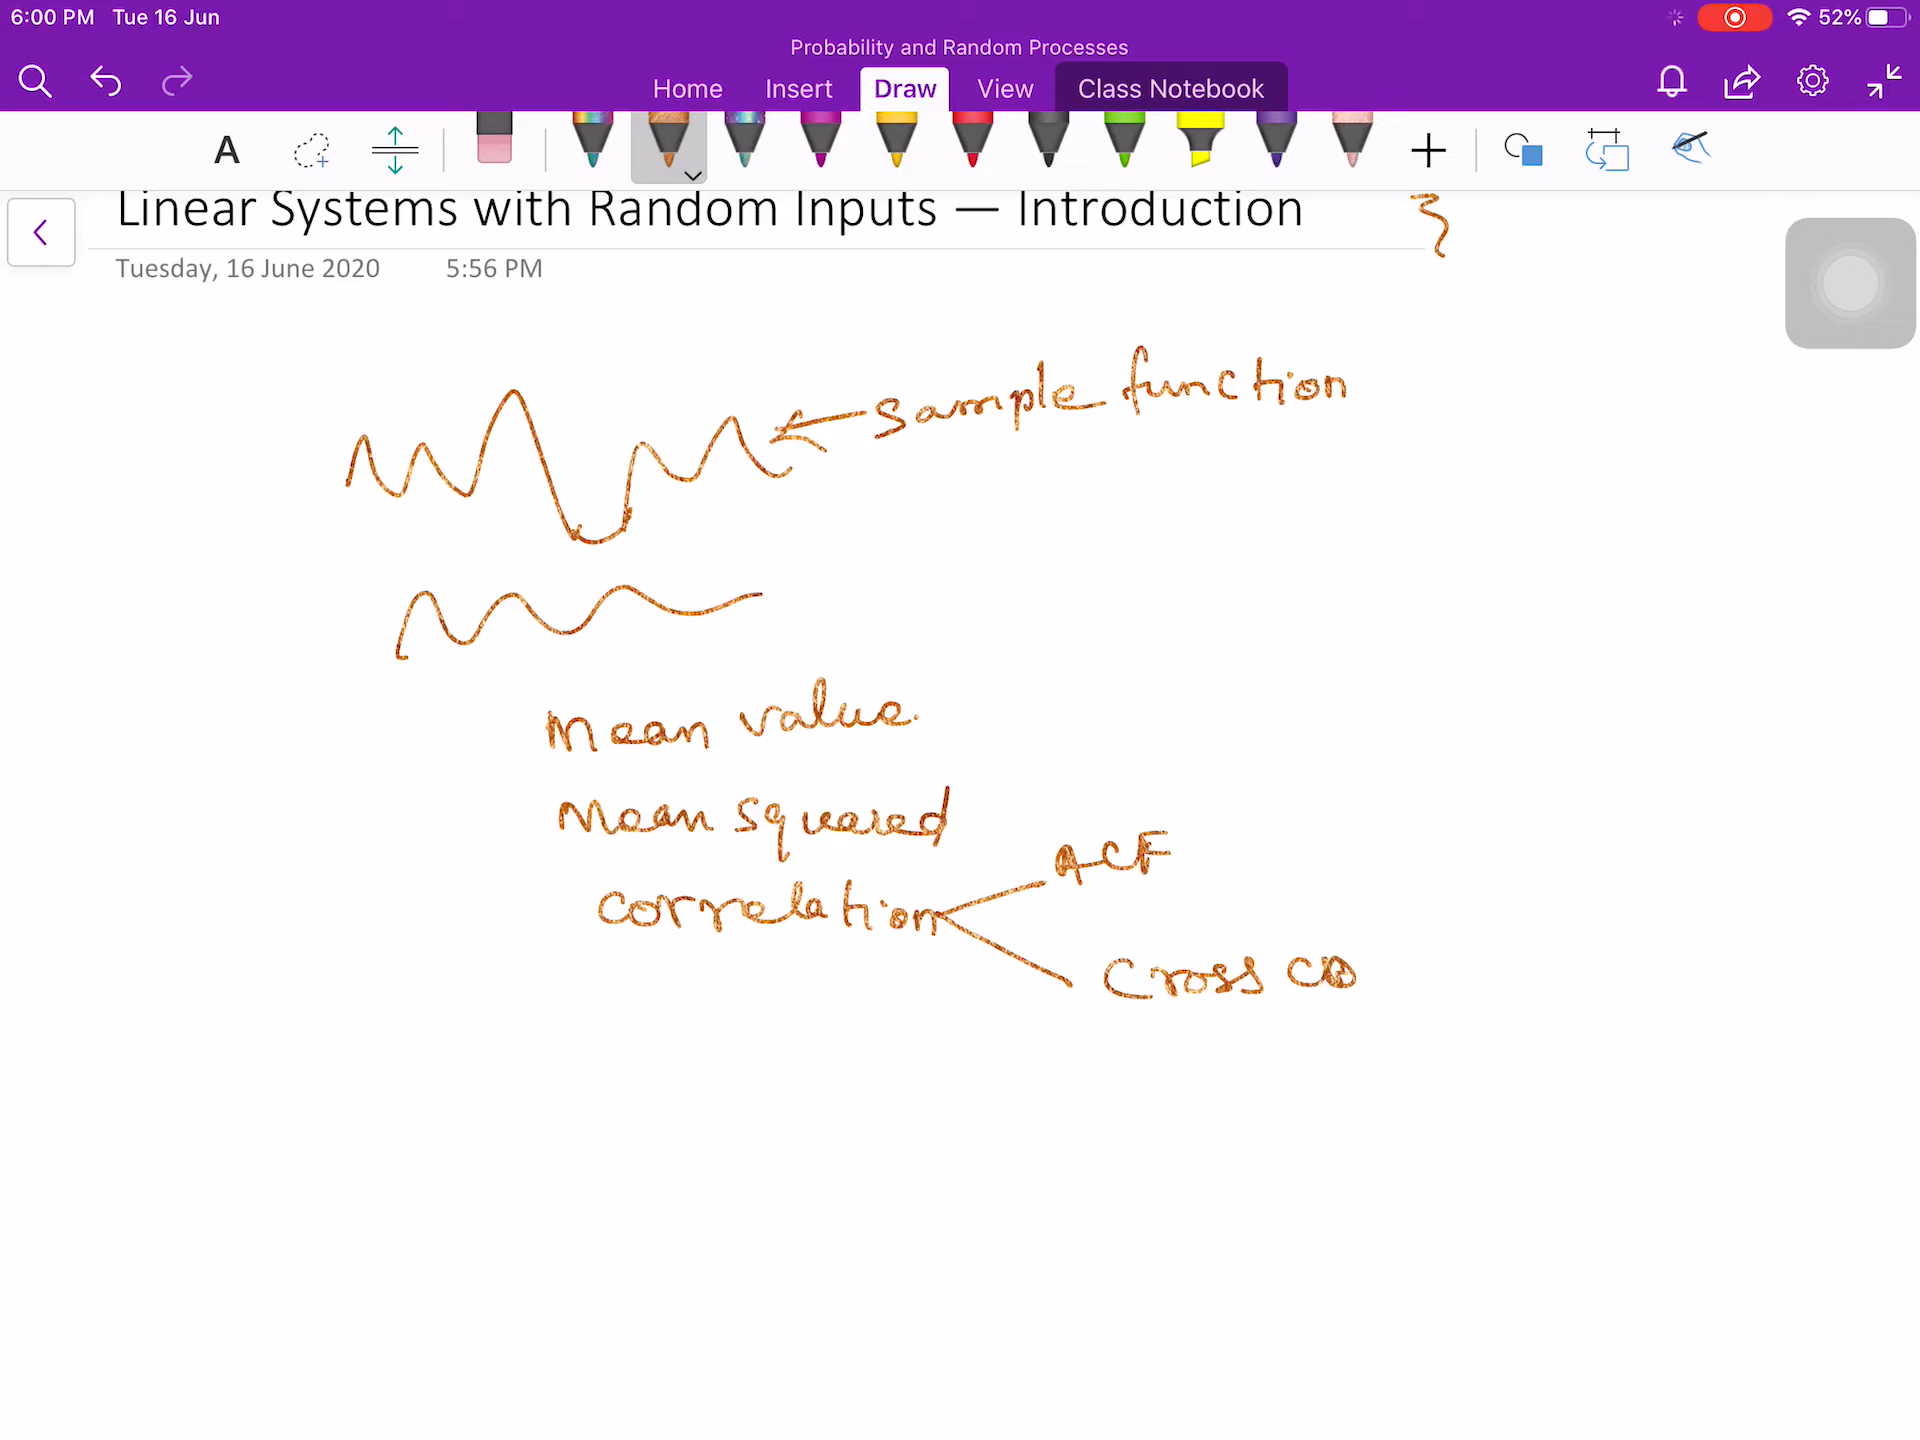 6:00 PM Tue 16 Jun 52%
Probability and Random Processes
Home Insert Draw View Class Notebook
A
Linear Systems with Random Inputs — Introduction
Tuesday, 16 June 2020 5:56 PM
Sample function
Mean value.
Mean squared
Correlation
ACF
Cross